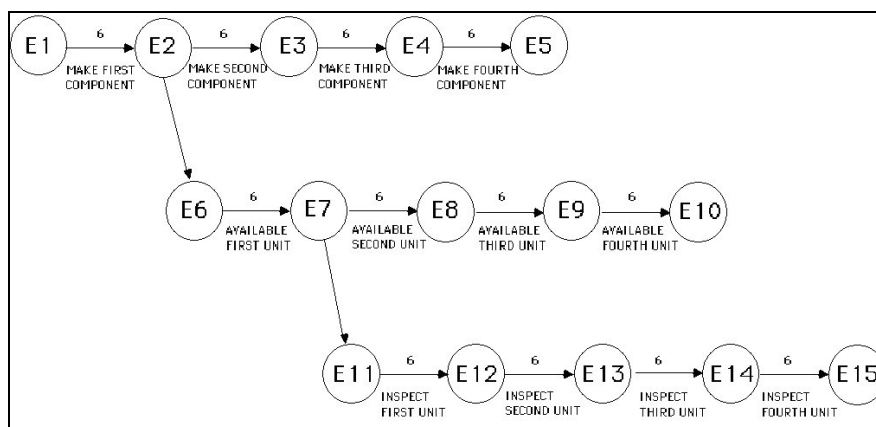 E1 6 E2 6 E3 6 E4 6 E5
MAKE FIRST MAKE SECOND MAKE THIRD MAKE FOURTH
COMPONENT COMPONENT COMPONENT COMPONENT
E6 6 E7 6 E8 6 E9 6 E10
AVAILABLE AVAILABLE AVAILABLE AVAILABLE
FIRST UNIT SECOND UNIT THIRD UNIT FOURTH UNIT
E11 6 E12 6 E13 6 E14 6 E15
INSPECT INSPECT INSPECT INSPECT
FIRST UNIT SECOND UNIT THIRD UNIT FOURTH UNIT